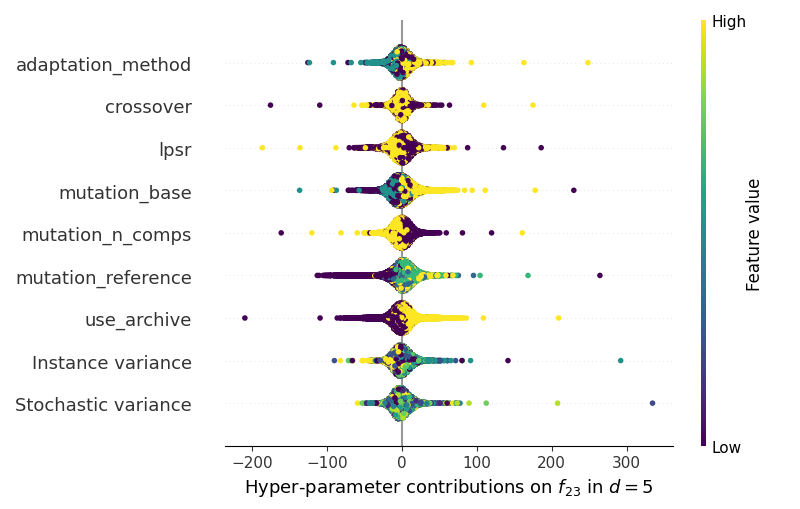 High
adaptation_method
crossover
lpsr
mutation_base
mutation_n_comps
mutation_reference
use_archive
Instance variance
Stochastic variance
Feature value
Low
−200 −100 0 100 200 300
Hyper-parameter contributions on f23 in d = 5